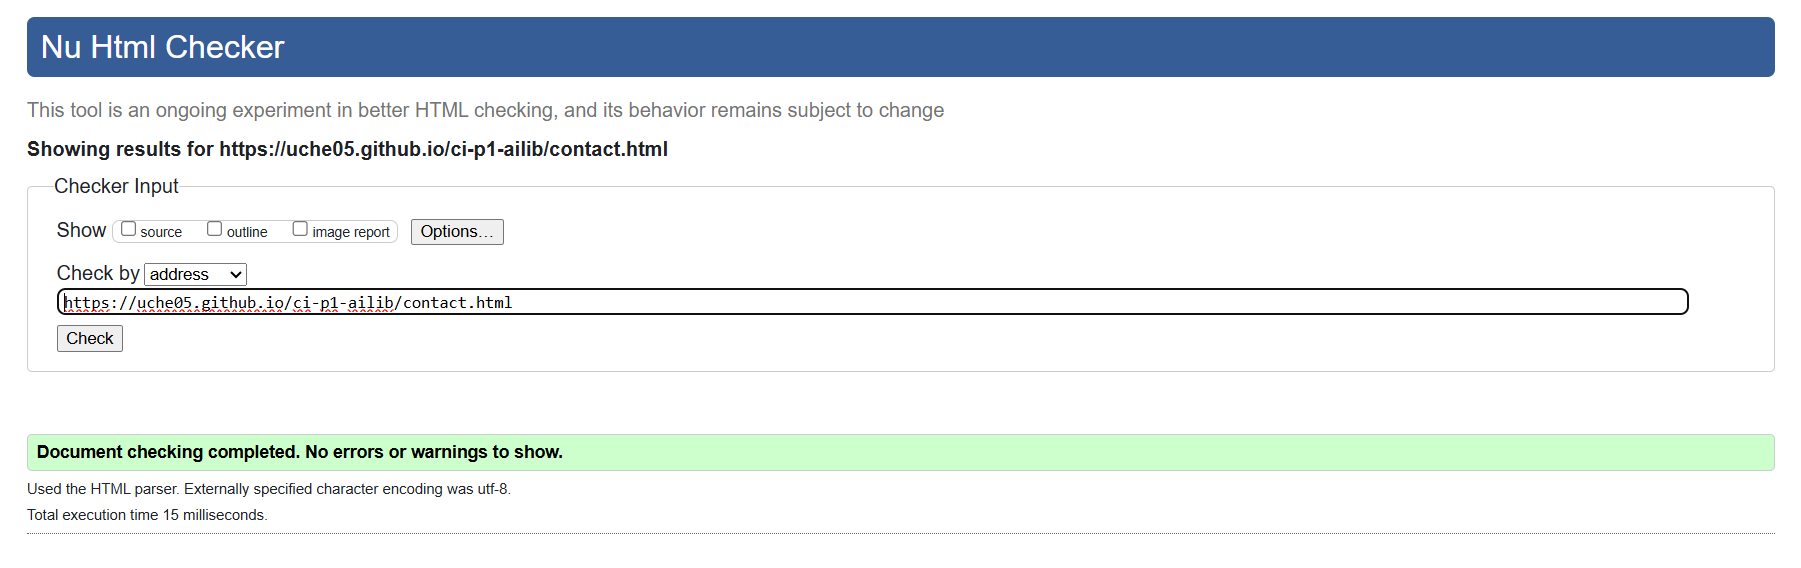 Nu Html Checker
This tool is an ongoing experiment in better HTML checking, and its behavior remains subject to change
Showing results for https://uche05.github.io/ci-p1-ailib/contact.html
Checker Input
Show source outline image report Options...
Check by address
https://uche05.github.io/ci-p1-ailib/contact.html
Check
Document checking completed. No errors or warnings to show.
Used the HTML parser. Externally specified character encoding was utf-8.
Total execution time 15 milliseconds.